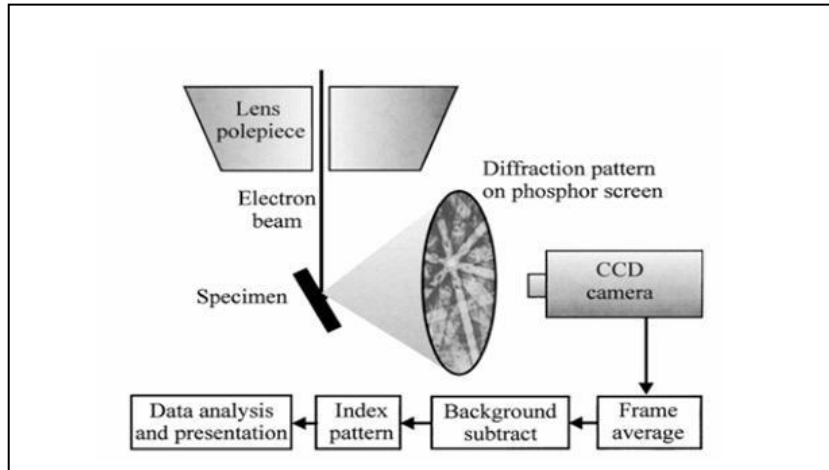 Lens
polepiece
Diffraction pattern
on phosphor screen
Electron
beam
CCD
camera
Specimen
Data analysis
and presentation
Index
pattern
Background
subtract
Frame
average